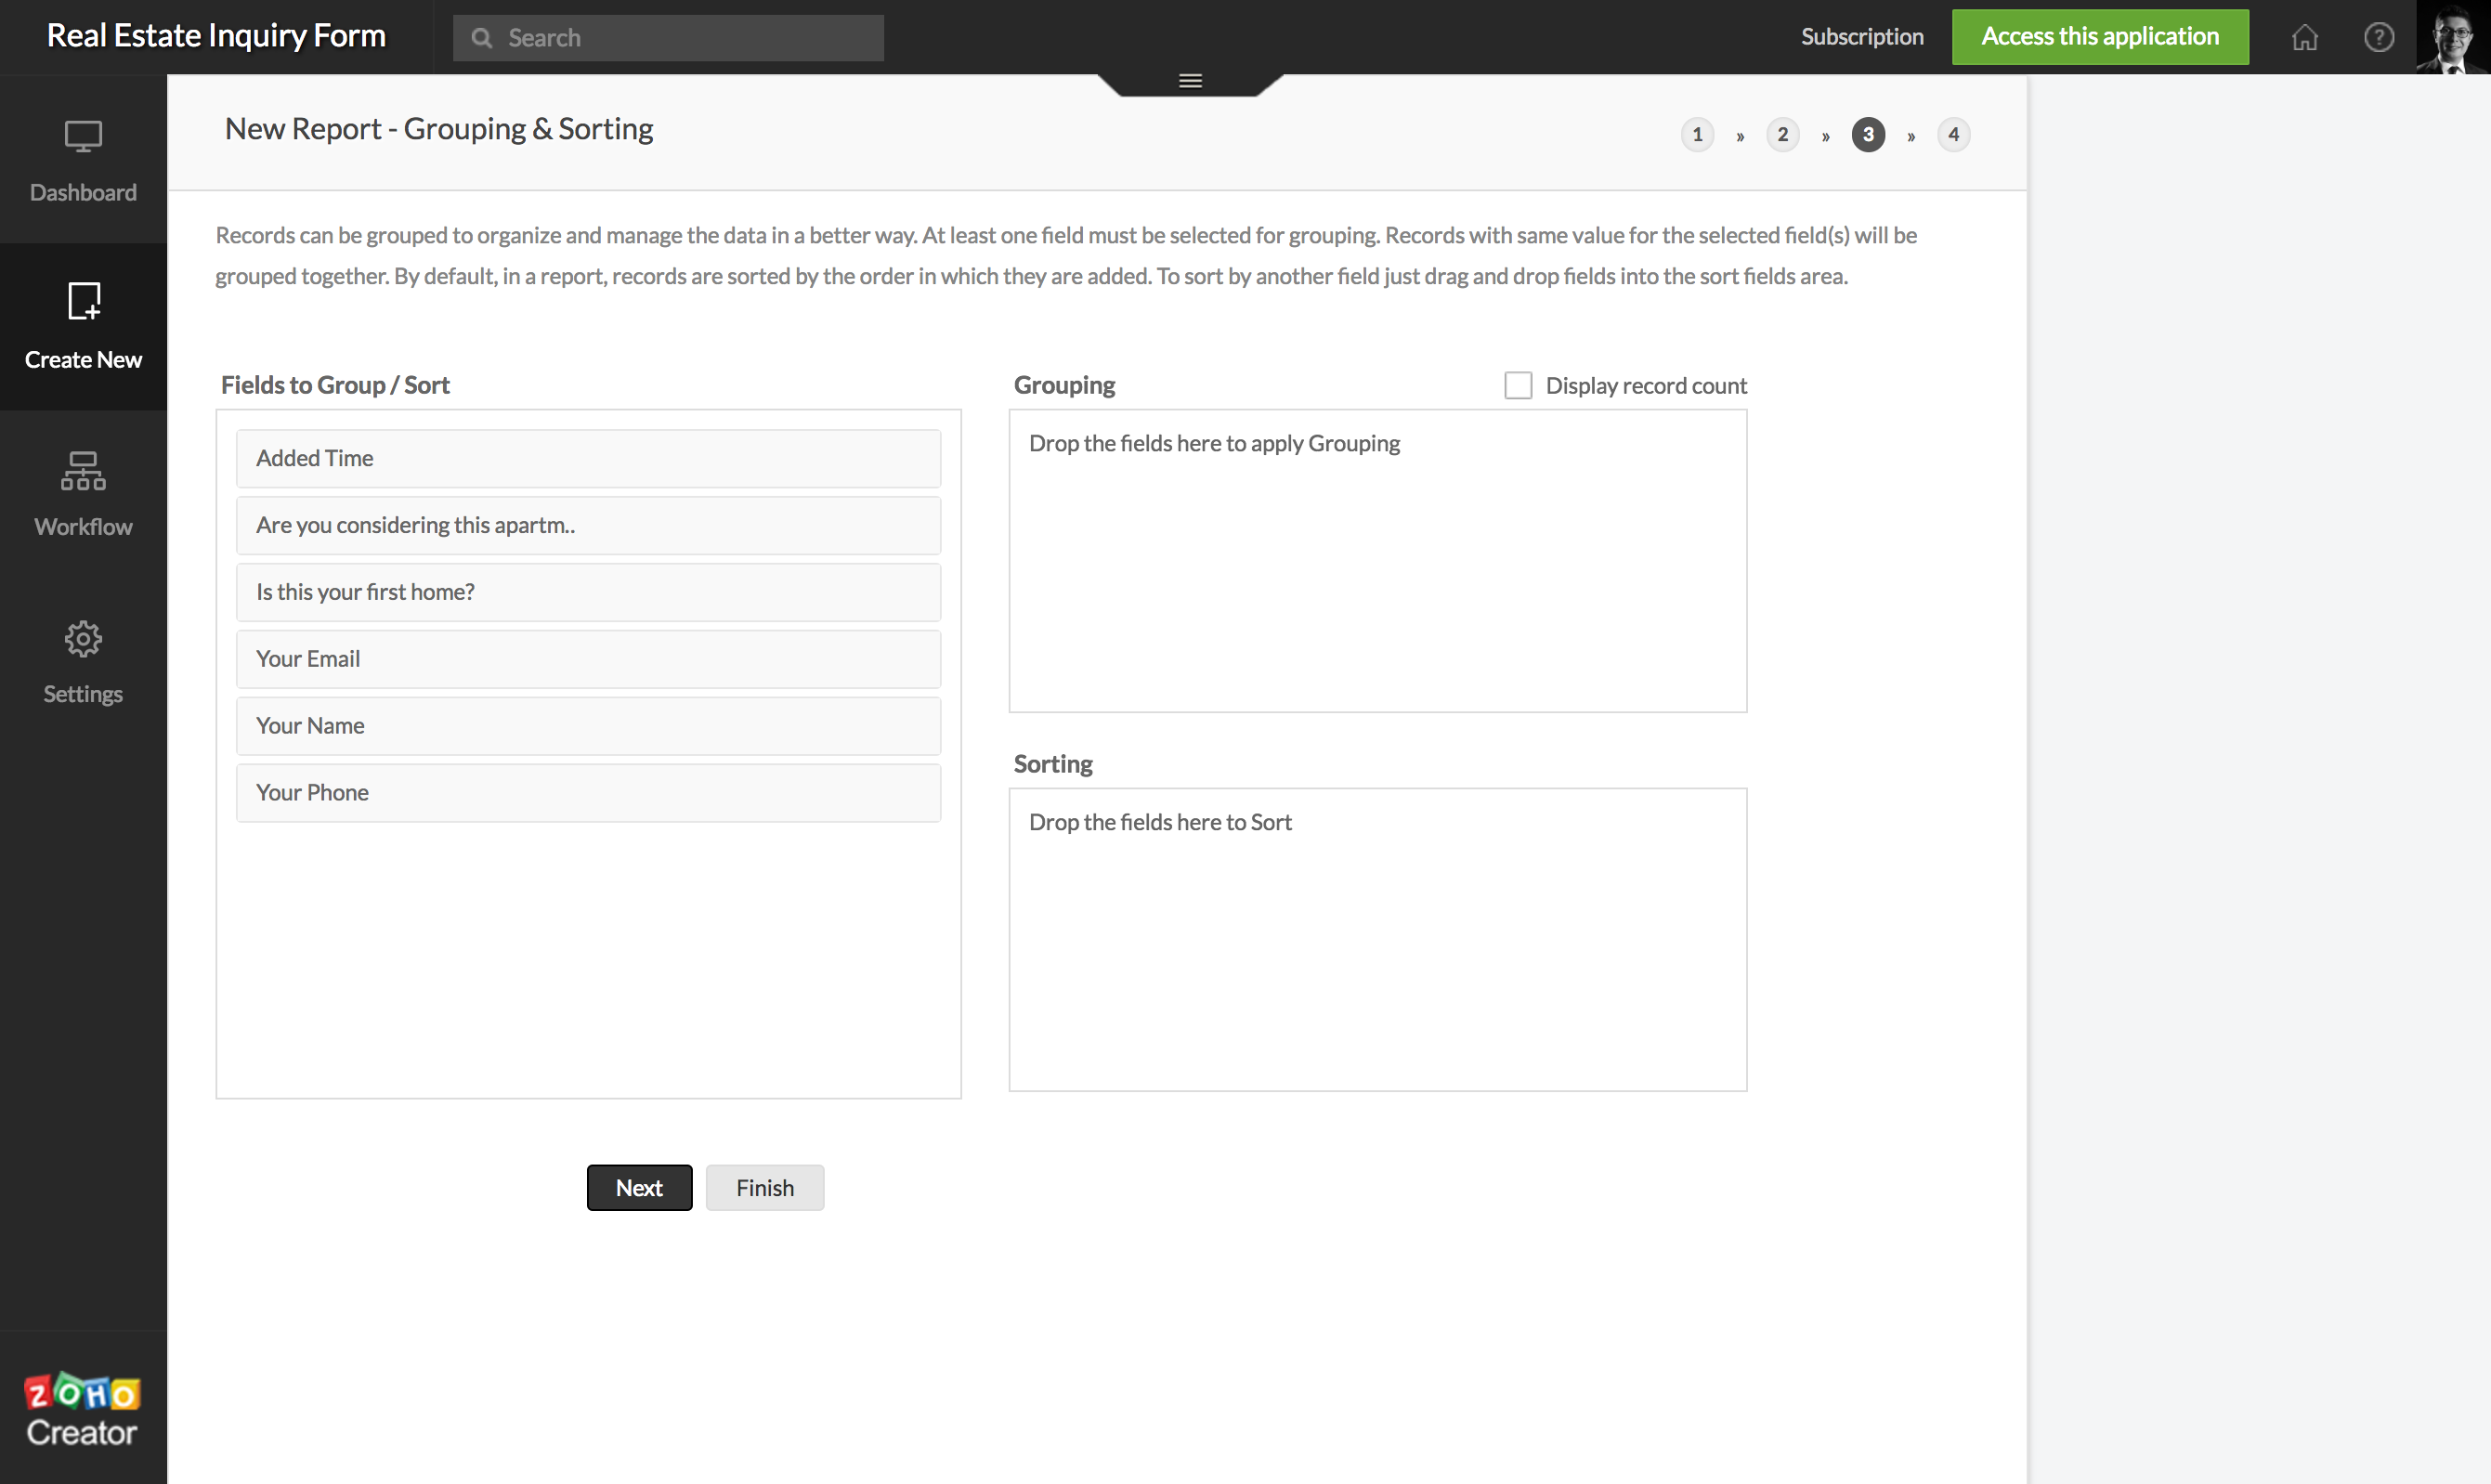 Real Estate Inquiry Form
Search
Subscription
Access this application
?
New Report - Grouping & Sorting
1 » 2 » 3 » 4
Dashboard
Create New
Workflow
Settings
Records can be grouped to organize and manage the data in a better way. At least one field must be selected for grouping. Records with same value for the selected field(s) will be
grouped together. By default, in a report, records are sorted by the order in which they are added. To sort by another field just drag and drop fields into the sort fields area.
Fields to Group / Sort
Added Time
Are you considering this apartm..
Is this your first home?
Your Email
Your Name
Your Phone
Grouping
Display record count
Drop the fields here to apply Grouping
Sorting
Drop the fields here to Sort
Next
Finish
ZOHO
Creator